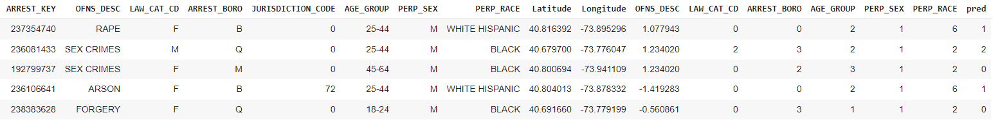 ARREST_KEY OFNS_DESC LAW_CAT_CD ARREST_BORO JURISDICTION_CODE AGE_GROUP PERP_SEX PERP_RACE Latitude Longitude OFNS_DESC LAW_CAT_CD ARREST_BORO AGE_GROUP PERP_SEX PERP_RACE pred
237354740 RAPE F B 0 25-44 M WHITE HISPANIC 40.816392 -73.895296 1.077943 0 0 2 1 6 1
236081433 SEX CRIMES M Q 0 25-44 M BLACK 40.679700 -73.776047 1.234020 2 3 2 1 2 2
192799737 SEX CRIMES F M 0 45-64 M BLACK 40.800694 -73.941109 1.234020 0 2 3 1 2 0
236106641 ARSON F B 72 25-44 M WHITE HISPANIC 40.804013 -73.878332 -1.419283 0 0 2 1 6 1
238383628 FORGERY F Q 0 18-24 M BLACK 40.691660 -73.779199 -0.560861 0 3 1 1 2 0